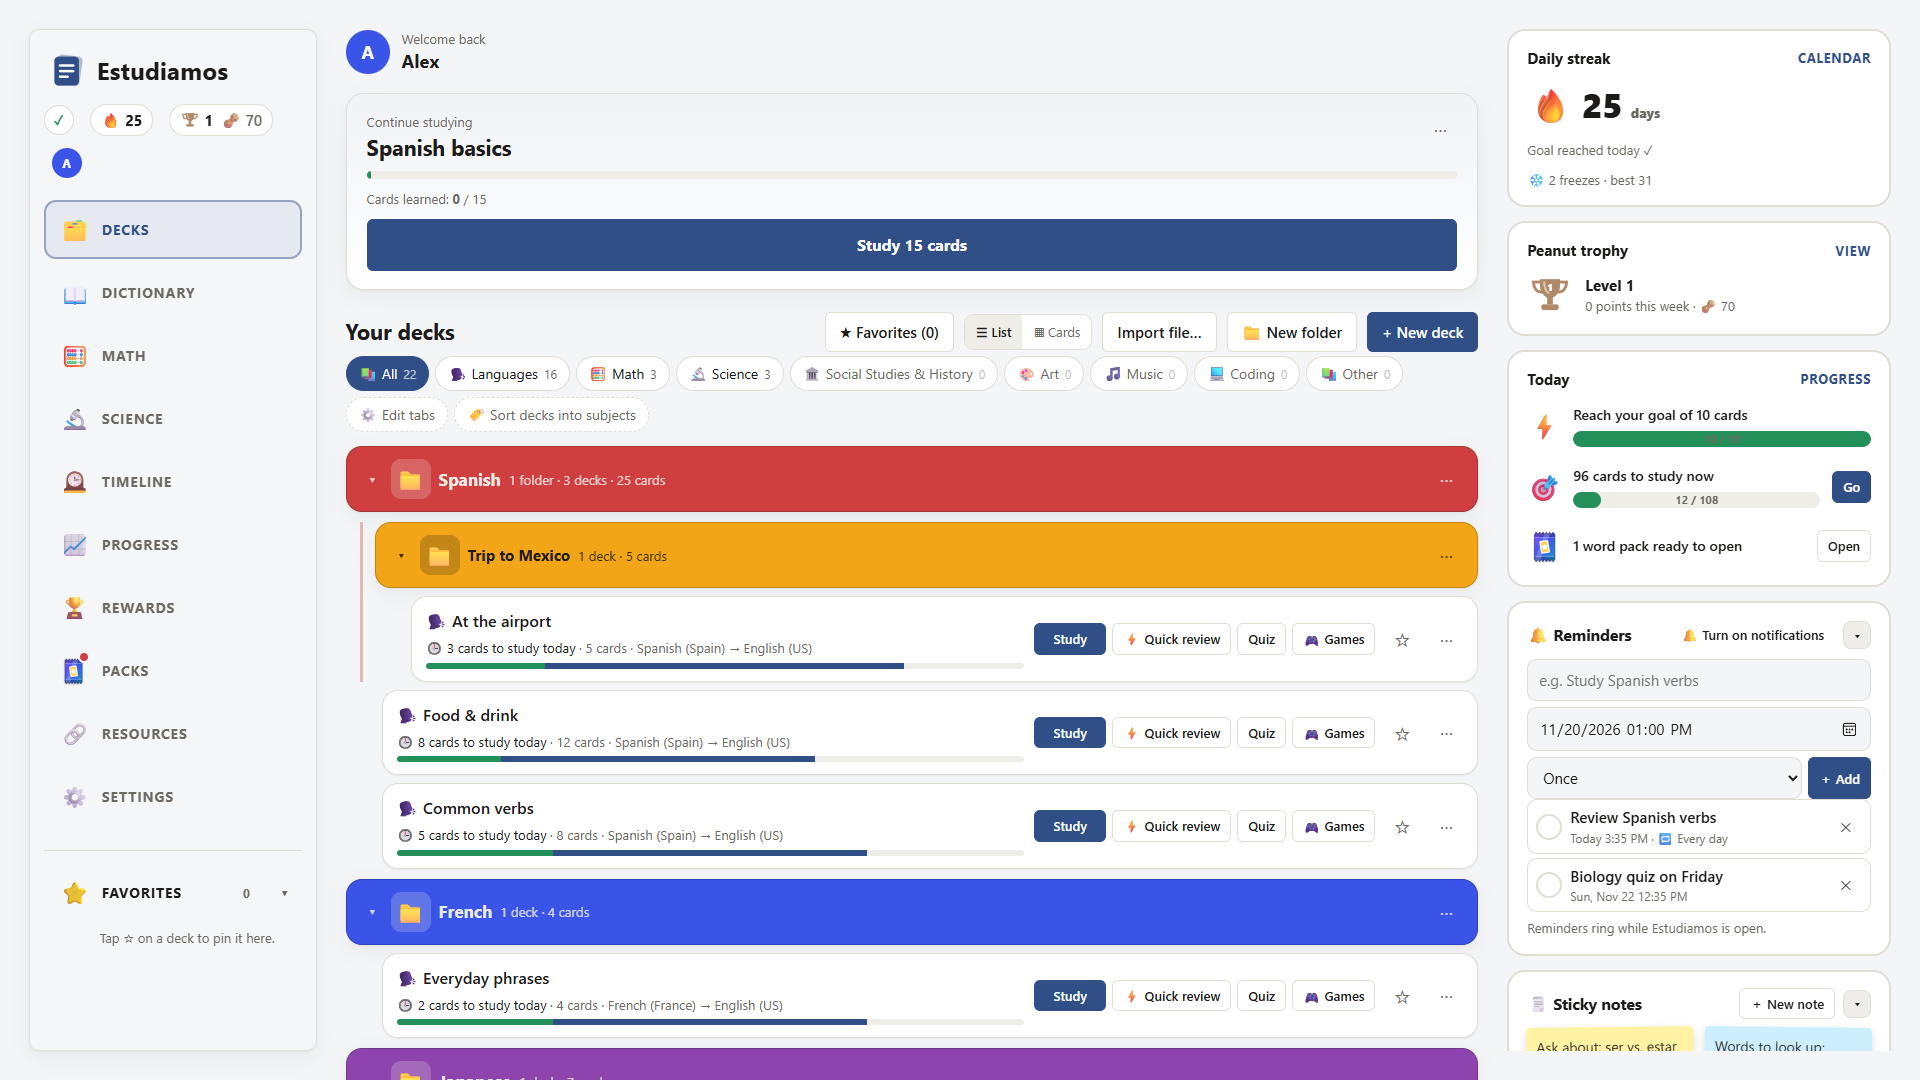 Estudiamos
✓ 25 1 70
A
DECKS
DICTIONARY
MATH
SCIENCE
TIMELINE
PROGRESS
REWARDS
PACKS
RESOURCES
SETTINGS
FAVORITES 0 ▾
Tap ☆ on a deck to pin it here.
A
Welcome back
Alex
Continue studying
Spanish basics
...
Cards learned: 0 / 15
Study 15 cards
Your decks
★ Favorites (0)
☰ List
▦ Cards
Import file...
New folder
+ New deck
All 22
Languages 16
Math 3
Science 3
Social Studies & History 0
Art 0
Music 0
Coding 0
Other 0
Edit tabs
Sort decks into subjects
▾ Spanish 1 folder · 3 decks · 25 cards ...
▾ Trip to Mexico 1 deck · 5 cards ...
At the airport
3 cards to study today · 5 cards · Spanish (Spain) → English (US)
Study Quick review Quiz Games ☆ ...
Food & drink
8 cards to study today · 12 cards · Spanish (Spain) → English (US)
Study Quick review Quiz Games ☆ ...
Common verbs
5 cards to study today · 8 cards · Spanish (Spain) → English (US)
Study Quick review Quiz Games ☆ ...
▾ French 1 deck · 4 cards ...
Everyday phrases
2 cards to study today · 4 cards · French (France) → English (US)
Study Quick review Quiz Games ☆ ...
Daily streak CALENDAR
25 days
Goal reached today ✓
2 freezes · best 31
Peanut trophy VIEW
Level 1
0 points this week · 70
Today PROGRESS
Reach your goal of 10 cards
96 cards to study now
12 / 108
Go
1 word pack ready to open
Open
Reminders
Turn on notifications
e.g. Study Spanish verbs
11/20/2026 01:00 PM
Once
+ Add
Review Spanish verbs
Today 3:35 PM · Every day
Biology quiz on Friday
Sun, Nov 22 12:35 PM
Reminders ring while Estudiamos is open.
Sticky notes
+ New note
Ask about: ser vs. estar
Words to look up: